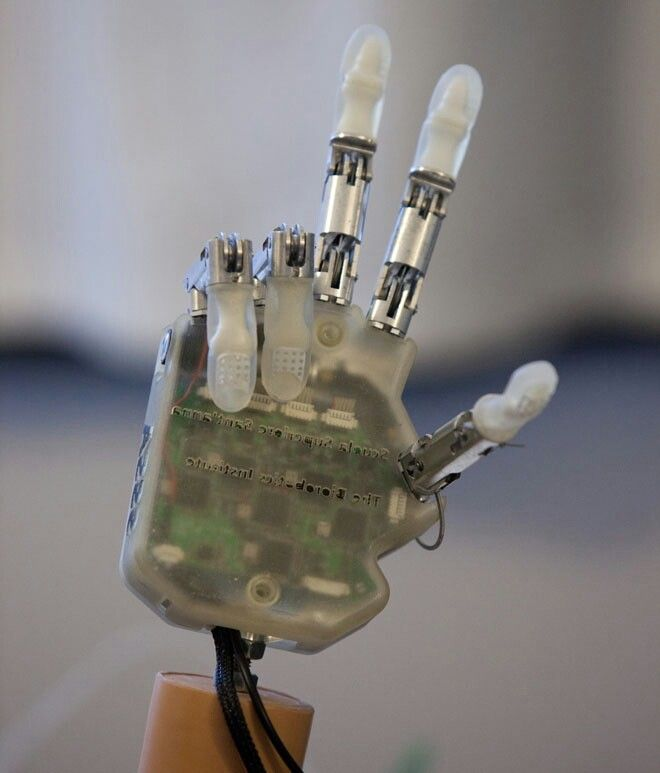 Scuola Superiore Sant'Anna
The Biorobotics Institute